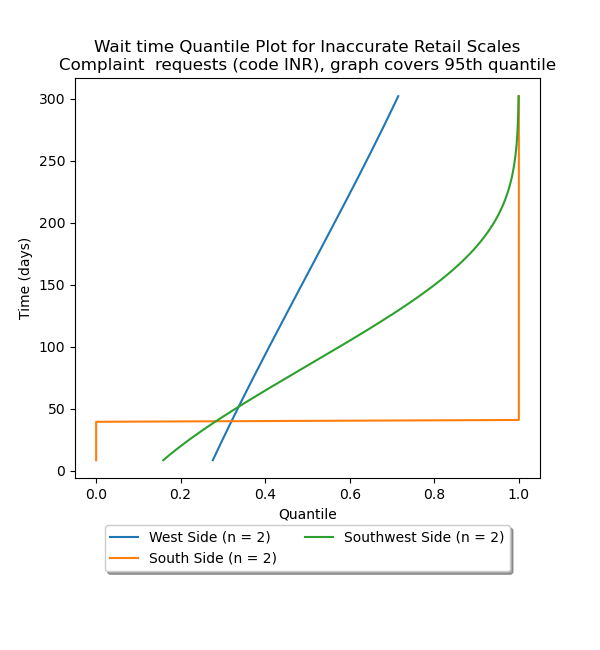 Wait time Quantile Plot for Inaccurate Retail Scales
Complaint  requests (code INR), graph covers 95th quantile
300
250
200
150
100
50
0
Time (days)
0.0 0.2 0.4 0.6 0.8 1.0
Quantile
West Side (n = 2) Southwest Side (n = 2)
South Side (n = 2)